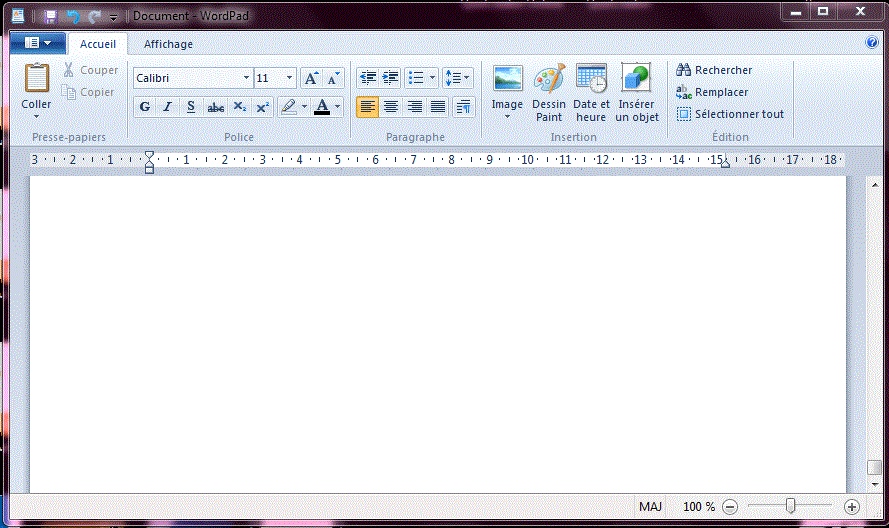 Document - WordPad
Accueil Affichage
Coller
Couper
Copier
Presse-papiers
Calibri 11
G I S abc X₂ X²
Police
Paragraphe
Image
Dessin Paint
Date et heure
Insérer un objet
Insertion
Rechercher
Remplacer
Sélectionner tout
Édition
3 2 1 1 2 3 4 5 6 7 8 9 10 11 12 13 14 15 16 17 18
MAJ 100 %